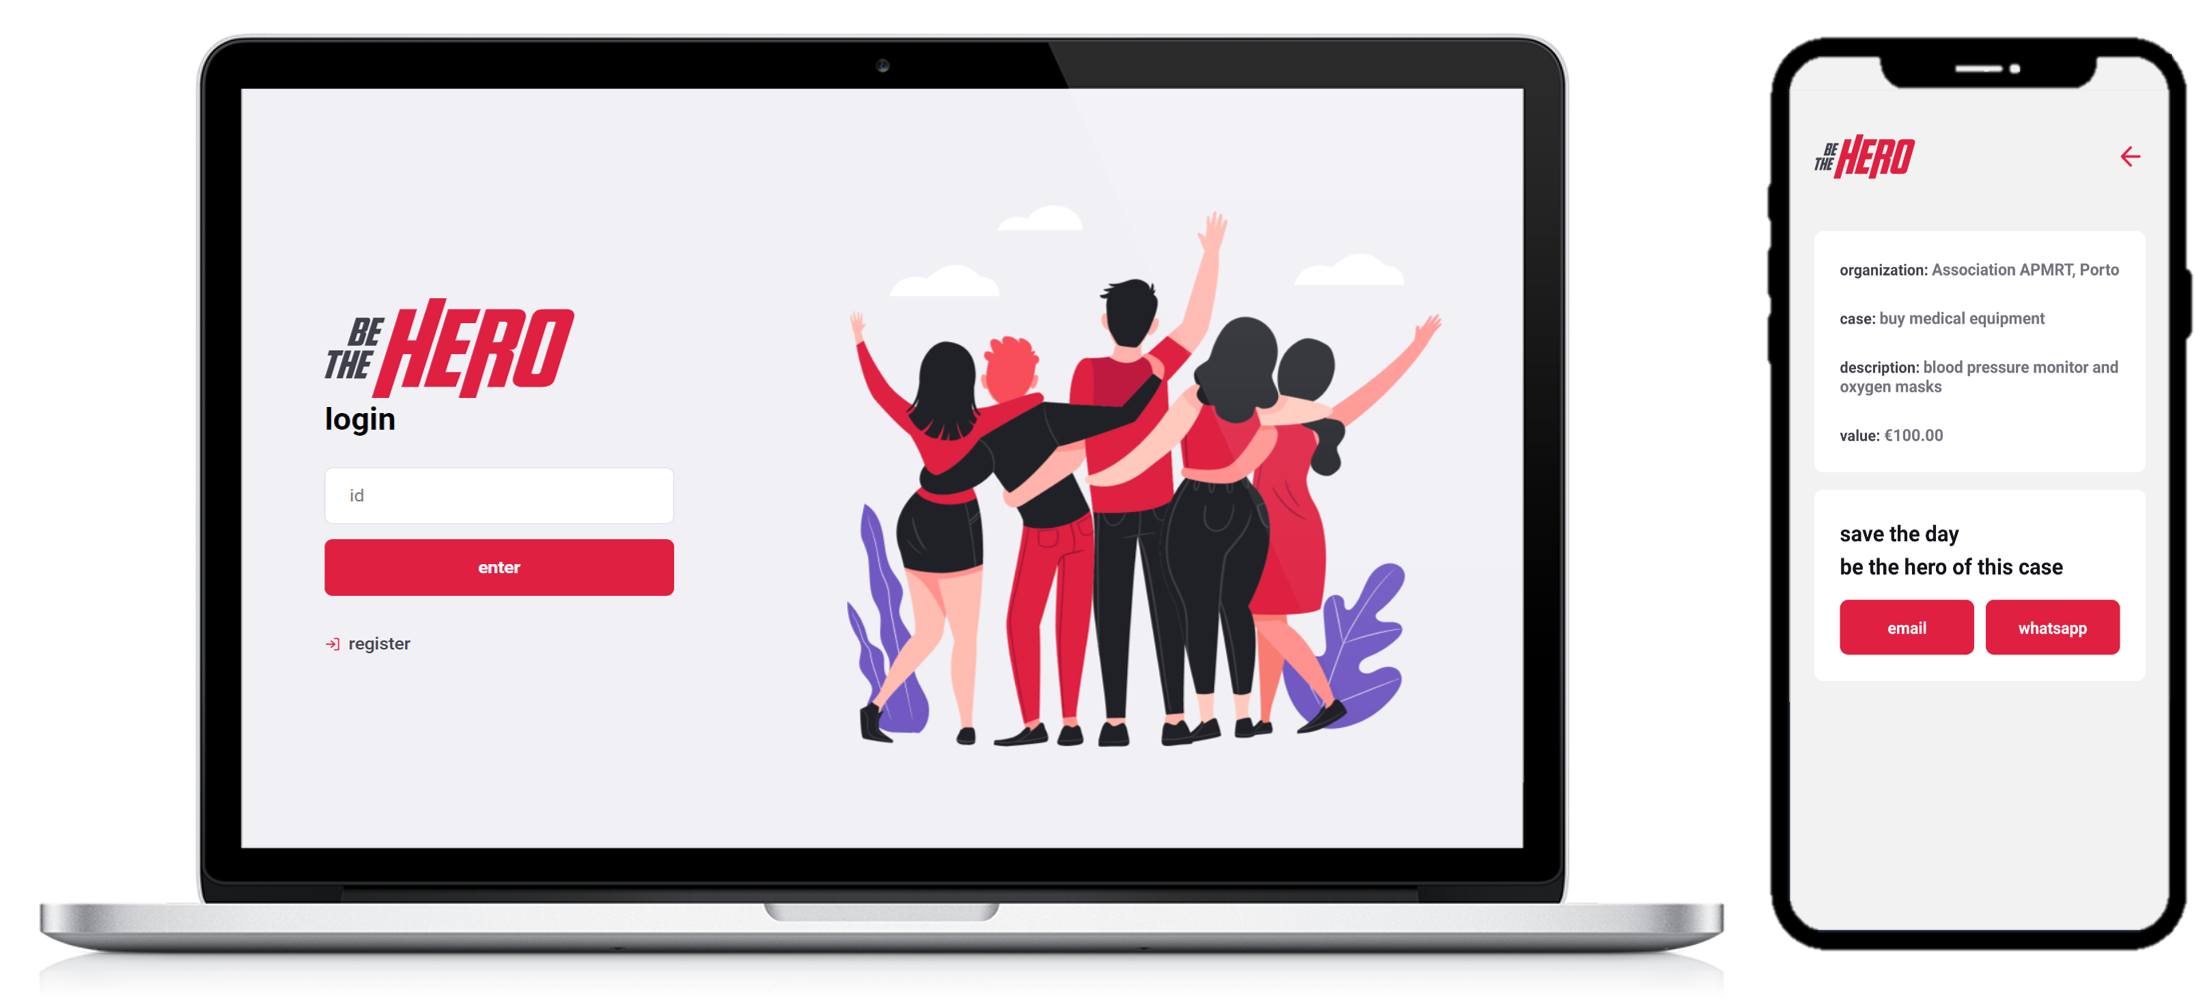 BE
THE HERO
login
id
enter
register
BE
THE HERO
organization: Association APMRT, Porto
case: buy medical equipment
description: blood pressure monitor and
oxygen masks
value: €100.00
save the day
be the hero of this case
email
whatsapp